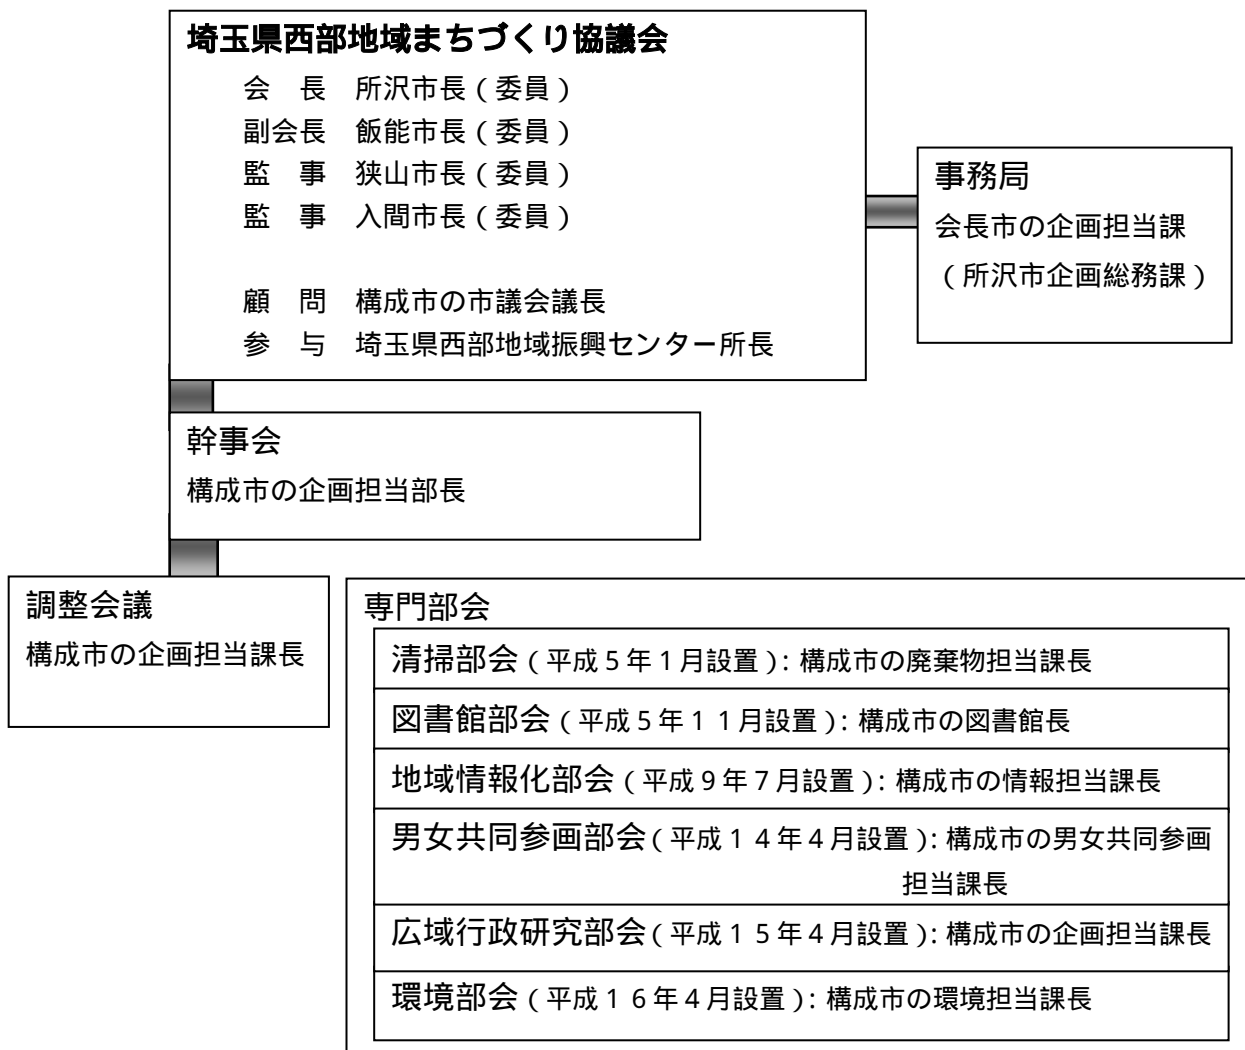 埼玉県西部地域まちづくり協議会
会　長　所沢市長（委員）
副会長　飯能市長（委員）
監　事　狭山市長（委員）
監　事　入間市長（委員）
顧　問　構成市の市議会議長
参　与　埼玉県西部地域振興センター所長
事務局
会長市の企画担当課
（所沢市企画総務課）
幹事会
構成市の企画担当部長
調整会議
構成市の企画担当課長
専門部会
清掃部会（平成５年１月設置）：構成市の廃棄物担当課長
図書館部会（平成５年１１月設置）：構成市の図書館長
地域情報化部会（平成９年７月設置）：構成市の情報担当課長
男女共同参画部会（平成１４年４月設置）：構成市の男女共同参画
担当課長
広域行政研究部会（平成１５年４月設置）：構成市の企画担当課長
環境部会（平成１６年４月設置）：構成市の環境担当課長